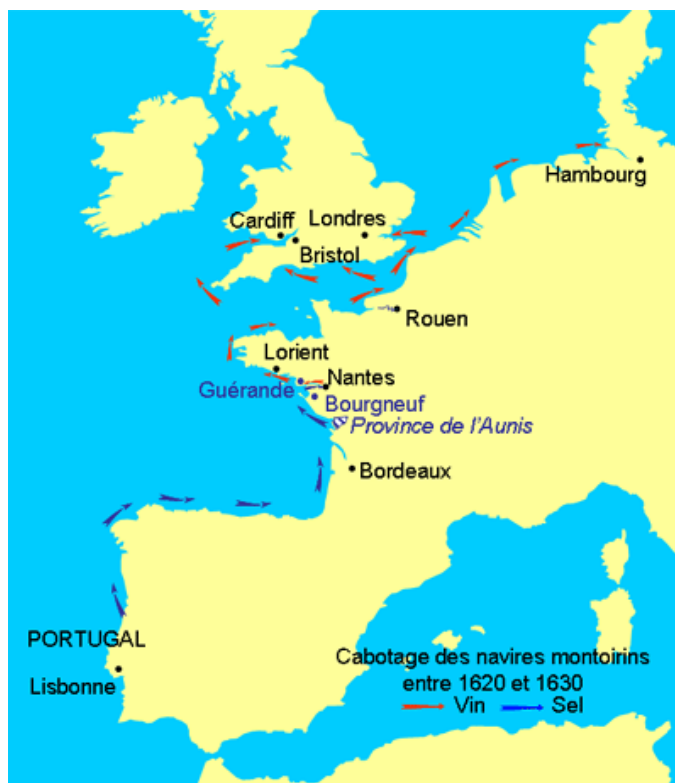 Hambourg
Cardiff
Londres
Bristol
Rouen
Lorient
Nantes
Guérande
Bourgneuf
Province de l'Aunis
Bordeaux
PORTUGAL
Lisbonne
Cabotage des navires montoirins
entre 1620 et 1630
Vin Sel